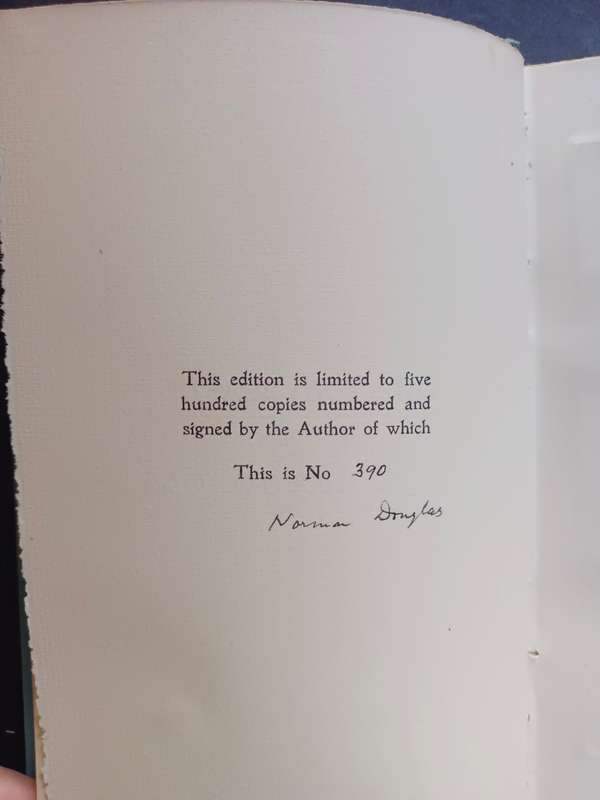 This edition is limited to five
hundred copies numbered and
signed by the Author of which
This is No 390
Norman Douglas